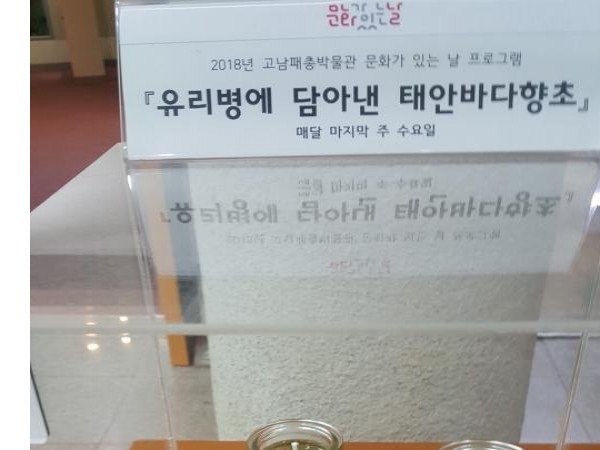 문화가
있는날
2018년 고남패총박물관 문화가 있는 날 프로그램
『유리병에 담아낸 태안바다향초』
매달 마지막 주 수요일